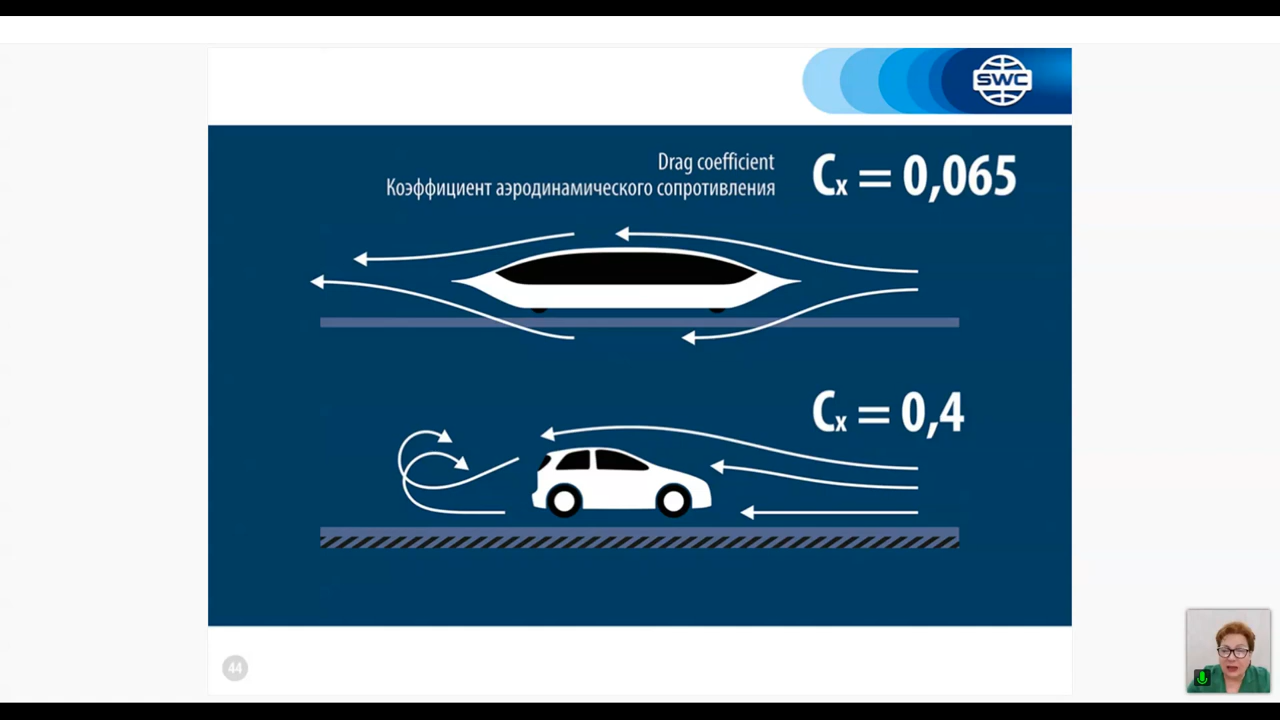 SWC
Drag coefficient
Коэффициент аэродинамического сопротивления
Cx = 0,065
Cx = 0,4
44